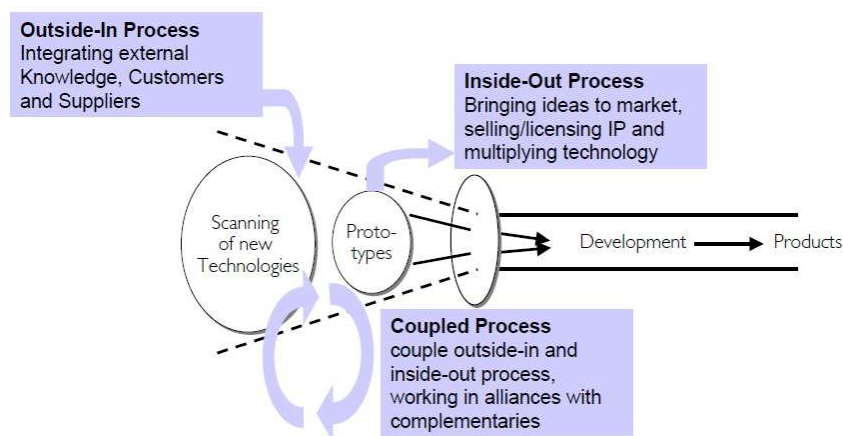 Outside-In Process
Integrating external
Knowledge, Customers
and Suppliers
Inside-Out Process
Bringing ideas to market,
selling/licensing IP and
multiplying technology
Scanning
of new
Technologies
Proto-
types
Development
Products
Coupled Process
couple outside-in and
inside-out process,
working in alliances with
complementaries